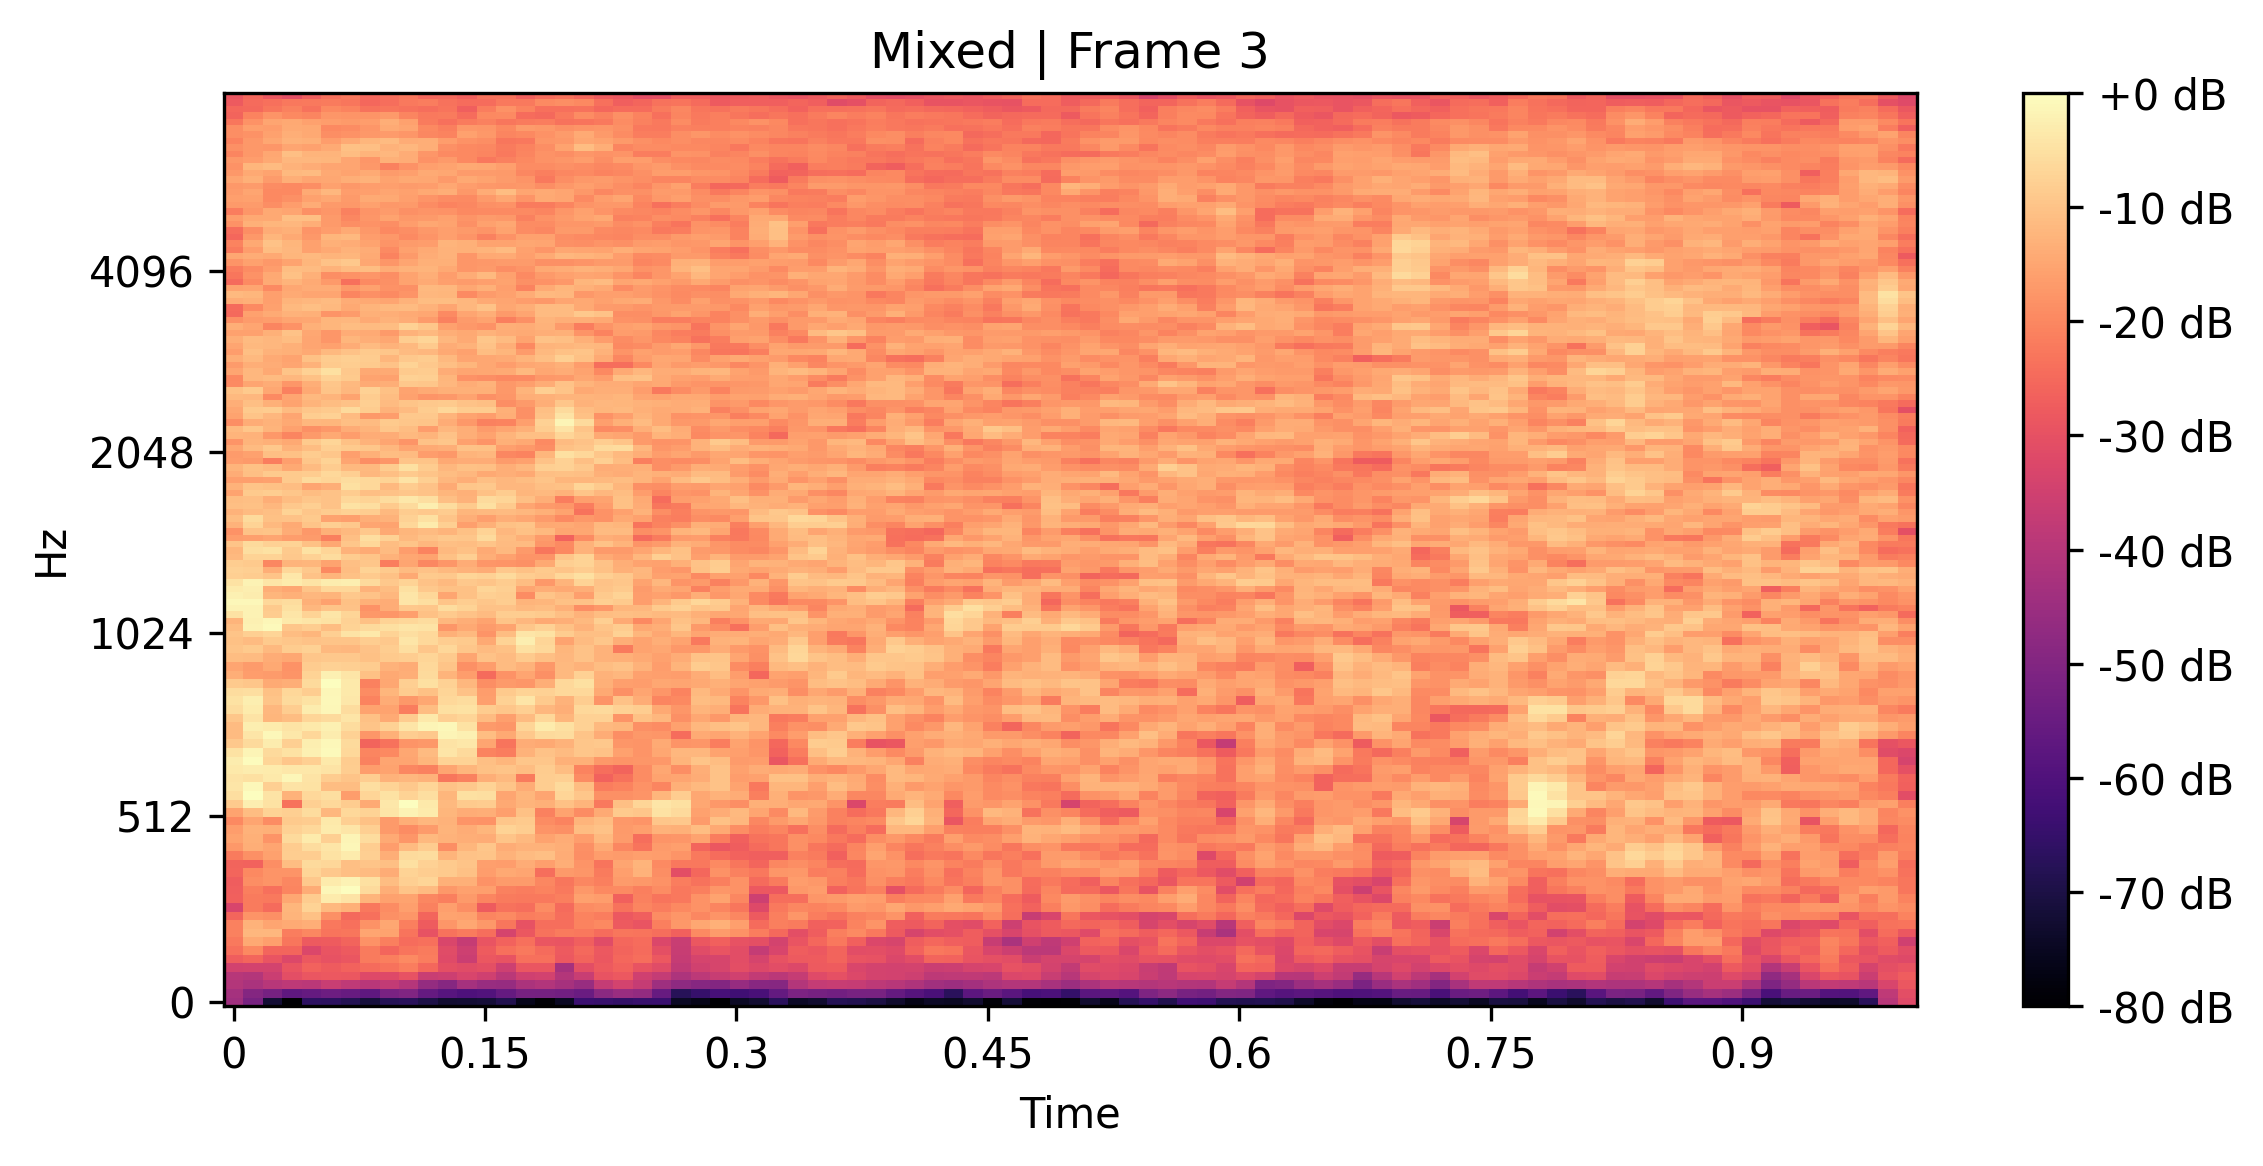 Mixed | Frame 3
Hz
4096
2048
1024
512
0
0 0.15 0.3 0.45 0.6 0.75 0.9
Time
+0 dB
-10 dB
-20 dB
-30 dB
-40 dB
-50 dB
-60 dB
-70 dB
-80 dB